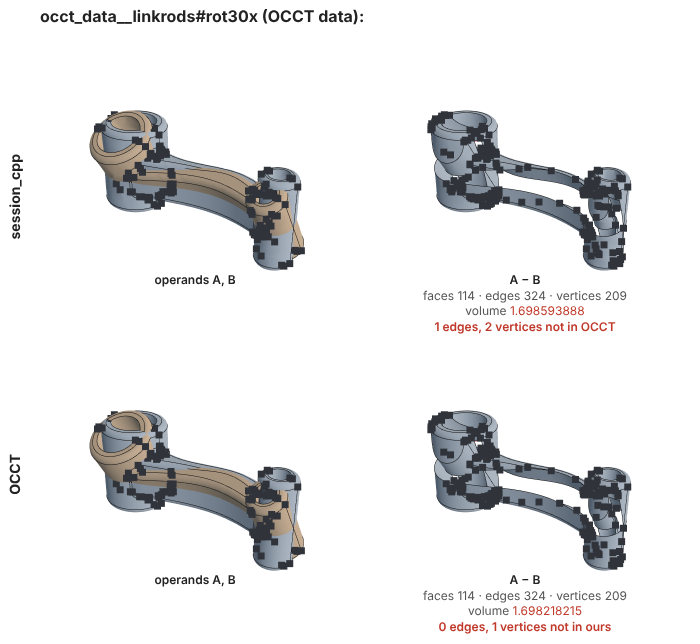 occt_data__linkrods#rot30x (OCCT data):
session_cpp
operands A, B
A − B
faces 114 · edges 324 · vertices 209
volume 1.698593888
1 edges, 2 vertices not in OCCT
OCCT
operands A, B
A − B
faces 114 · edges 324 · vertices 209
volume 1.698218215
0 edges, 1 vertices not in ours